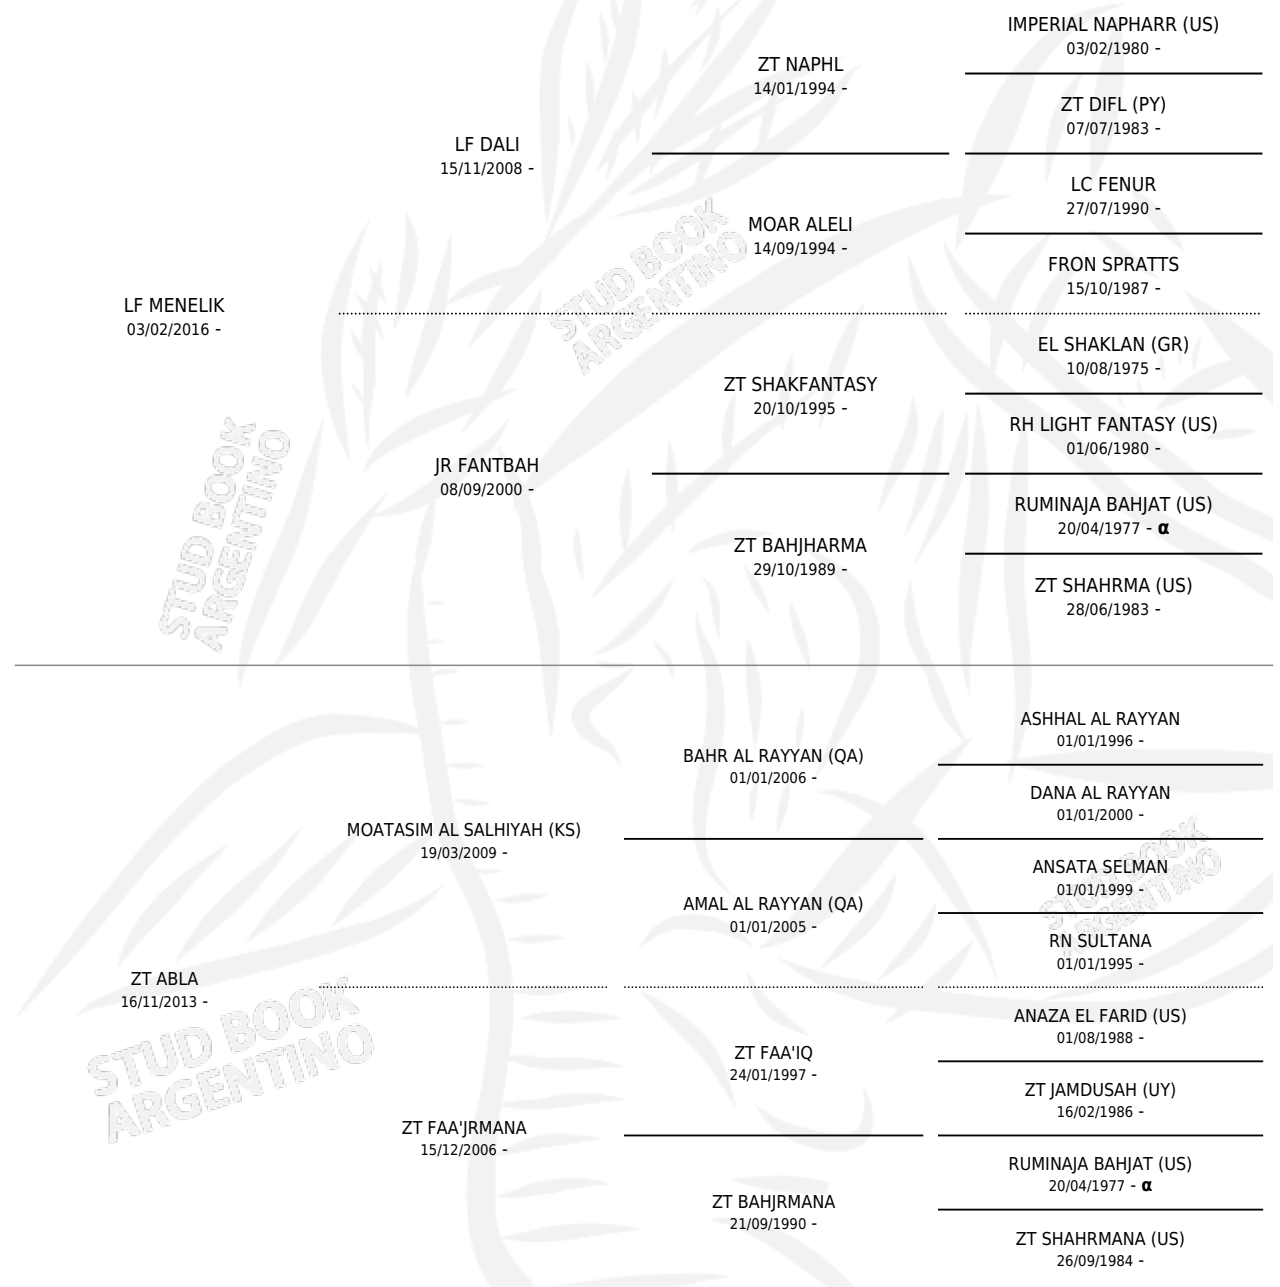 IMPERIAL NAPHARR (US)
03/02/1980 -
ZT NAPHL
14/01/1994 -
ZT DIFL (PY)
07/07/1983 -
LF DALI
15/11/2008 -
LC FENUR
27/07/1990 -
MOAR ALELI
14/09/1994 -
FRON SPRATTS
15/10/1987 -
LF MENELIK
03/02/2016 -
EL SHAKLAN (GR)
10/08/1975 -
ZT SHAKFANTASY
20/10/1995 -
RH LIGHT FANTASY (US)
01/06/1980 -
JR FANTBAH
08/09/2000 -
RUMINAJA BAHJAT (US)
20/04/1977 - α
ZT BAHJHARMA
29/10/1989 -
ZT SHAHRMA (US)
28/06/1983 -
STUD BOOK
ARGENTINO
STUD BOOK
ARGENTINO
ASHHAL AL RAYYAN
01/01/1996 -
BAHR AL RAYYAN (QA)
01/01/2006 -
DANA AL RAYYAN
01/01/2000 -
MOATASIM AL SALHIYAH (KS)
19/03/2009 -
ANSATA SELMAN
01/01/1999 -
AMAL AL RAYYAN (QA)
01/01/2005 -
RN SULTANA
01/01/1995 -
STUD BOOK
ARGENTINO
ZT ABLA
16/11/2013 -
ANAZA EL FARID (US)
01/08/1988 -
ZT FAA'IQ
24/01/1997 -
ZT JAMDUSAH (UY)
16/02/1986 -
ZT FAA'JRMANA
15/12/2006 -
RUMINAJA BAHJAT (US)
20/04/1977 - α
ZT BAHJRMANA
21/09/1990 -
ZT SHAHRMANA (US)
26/09/1984 -
STUD BOOK
ARGENTINO